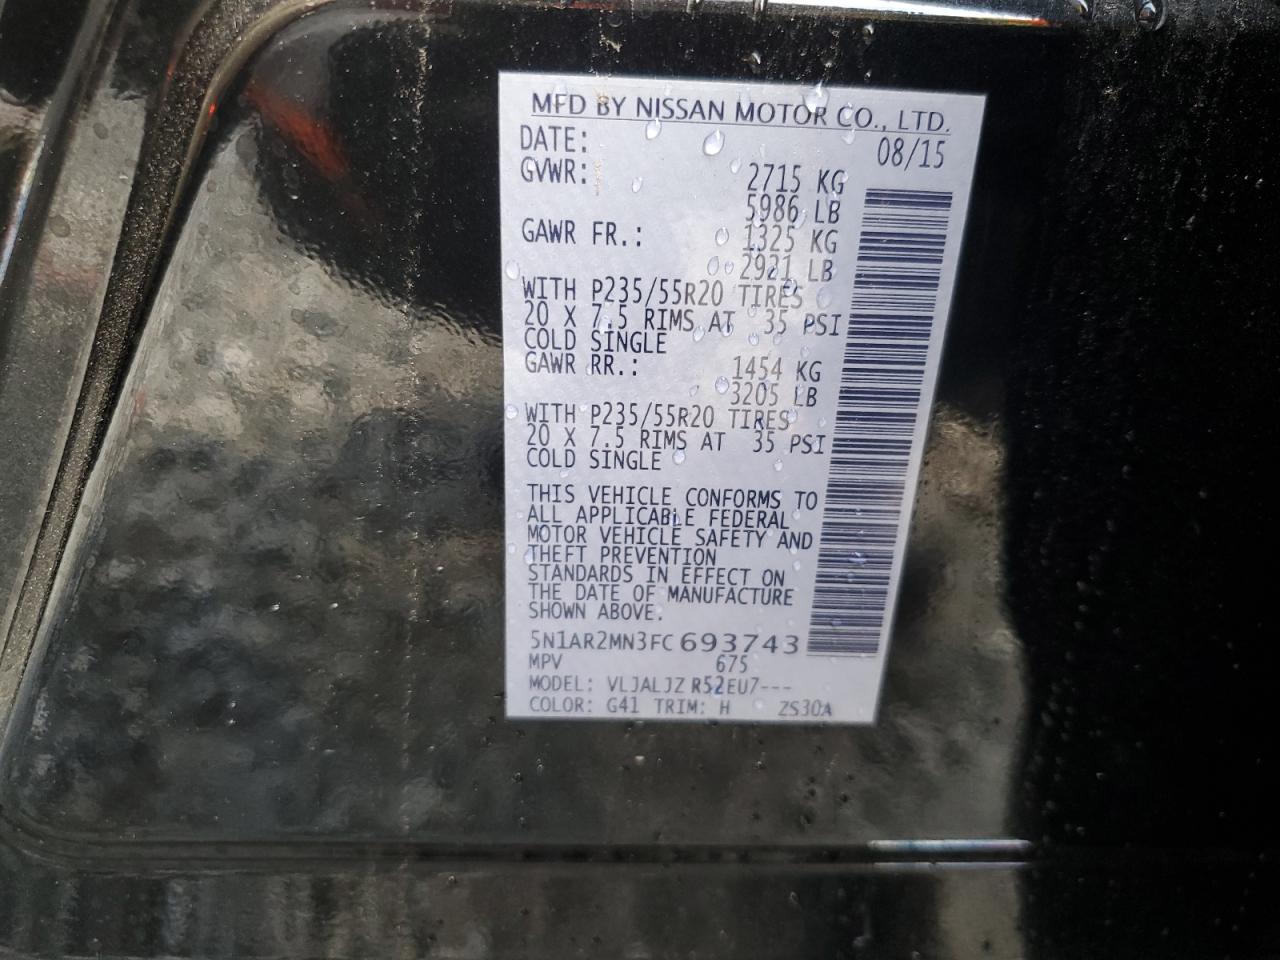 MFD BY NISSAN MOTOR CO., LTD.
DATE: 08/15
GVWR: 2715 KG
5986 LB
GAWR FR.: 1325 KG
2921 LB
WITH P235/55R20 TIRES
20 X 7.5 RIMS AT 35 PSI
COLD SINGLE
GAWR RR.: 1454 KG
3205 LB
WITH P235/55R20 TIRES
20 X 7.5 RIMS AT 35 PSI
COLD SINGLE
THIS VEHICLE CONFORMS TO
ALL APPLICABLE FEDERAL
MOTOR VEHICLE SAFETY AND
THEFT PREVENTION
STANDARDS IN EFFECT ON
THE DATE OF MANUFACTURE
SHOWN ABOVE.
5N1AR2MN3FC693743
MPV 675
MODEL: VLJALJZ R52EU7---
COLOR: G41 TRIM: H ZS30A